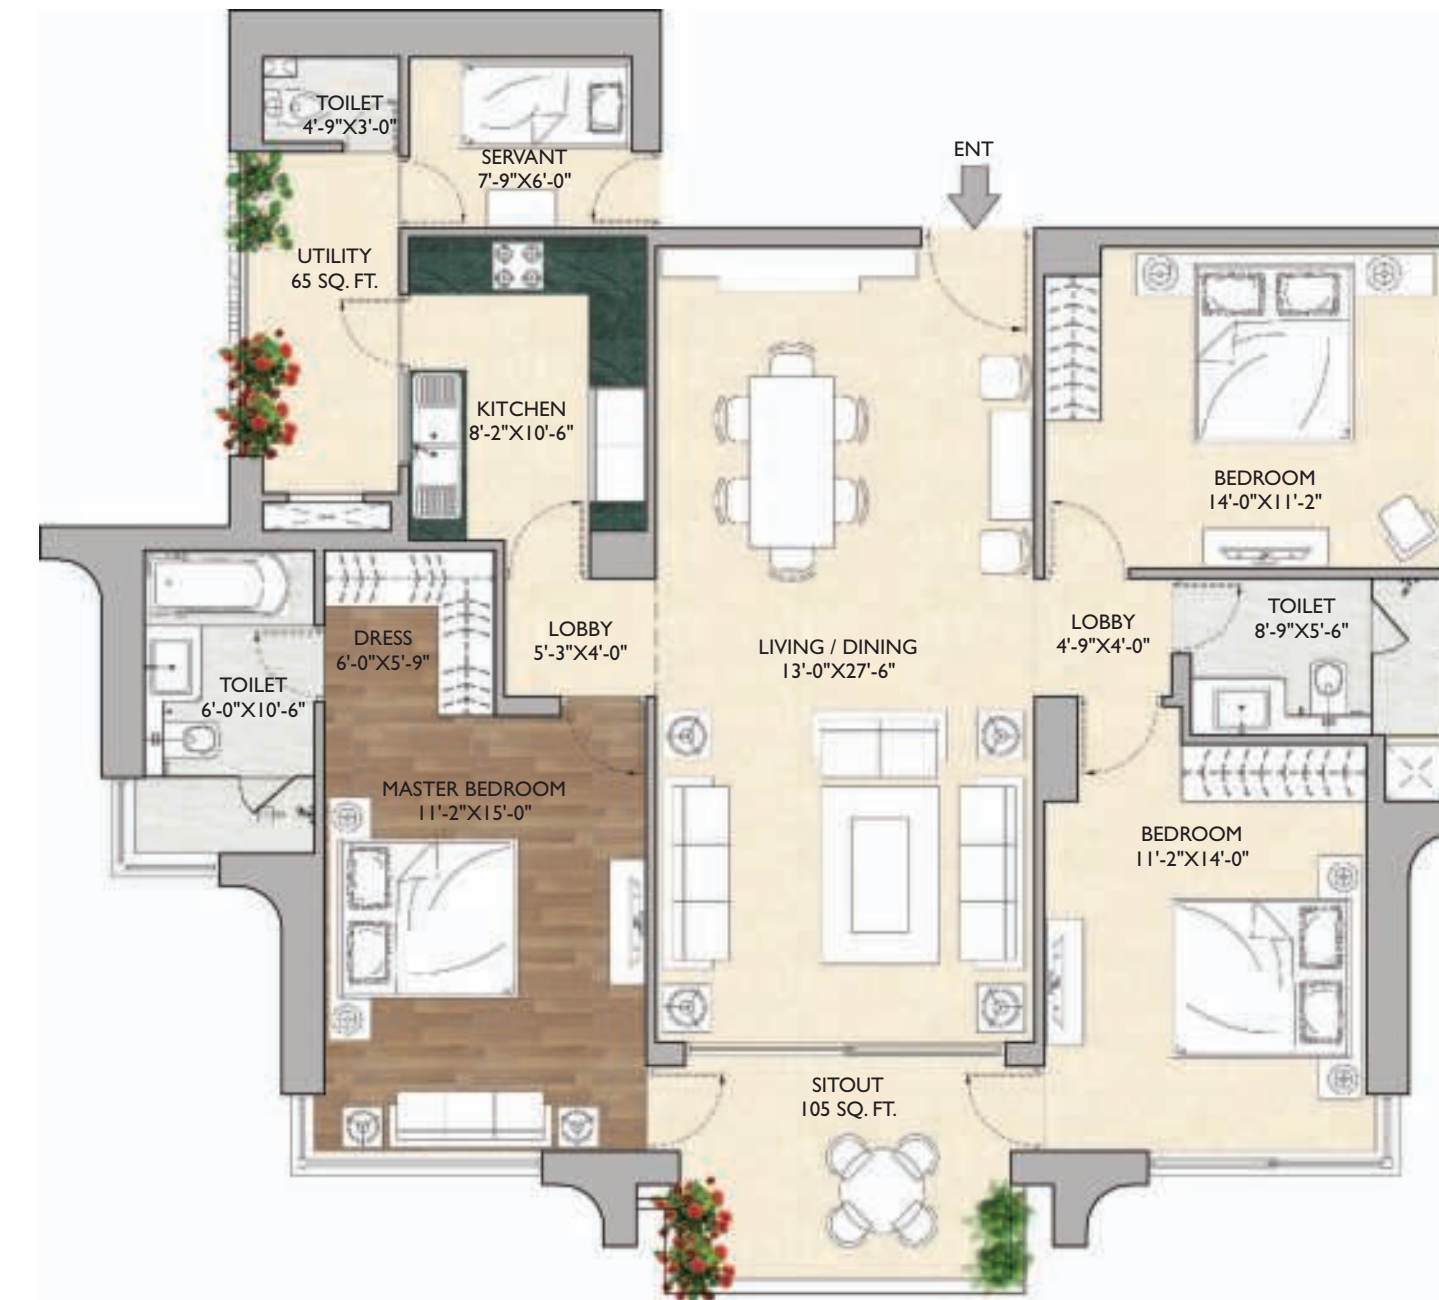 TOILET
4'-9"X3'-0"
SERVANT
7'-9"X6'-0"
ENT
UTILITY
65 SQ. FT.
KITCHEN
8'-2"X10'-6"
BEDROOM
14'-0"X11'-2"
TOILET
8'-9"X5'-6"
LOBBY
5'-3"X4'-0"
LOBBY
4'-9"X4'-0"
DRESS
6'-0"X5'-9"
LIVING / DINING
13'-0"X27'-6"
TOILET
6'-0"X10'-6"
MASTER BEDROOM
11'-2"X15'-0"
BEDROOM
11'-2"X14'-0"
SITOUT
105 SQ. FT.